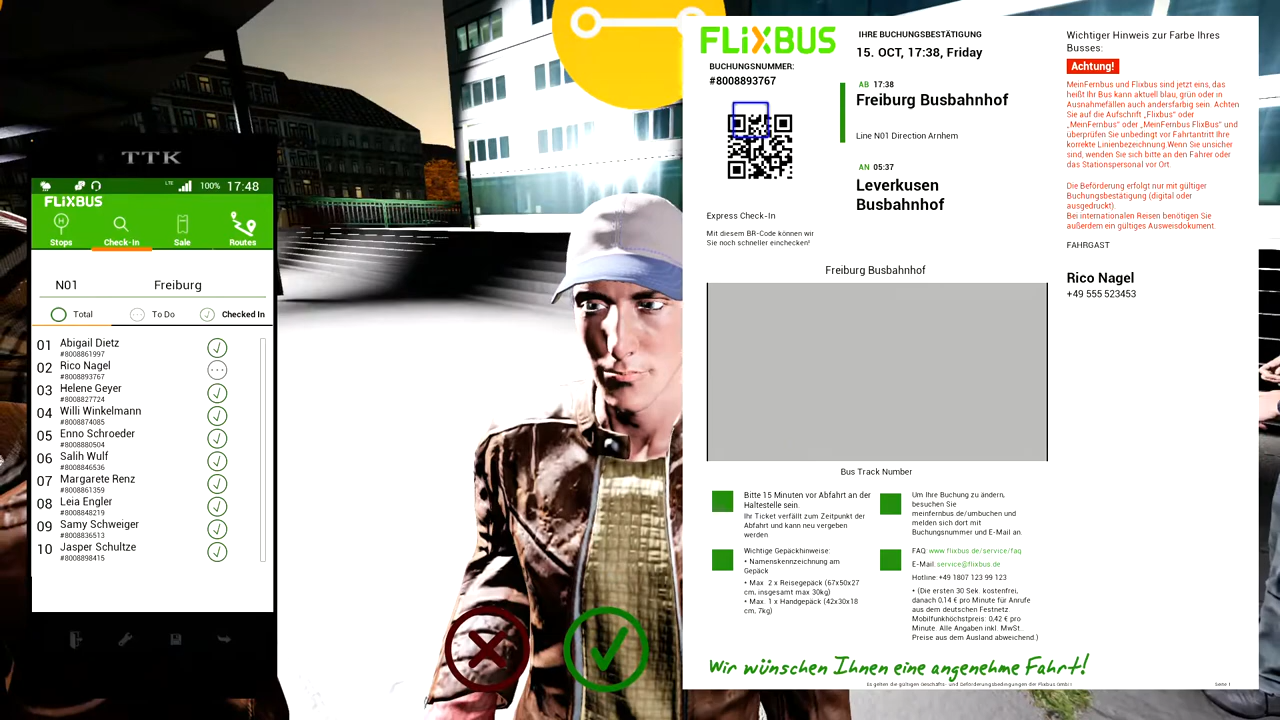 TTK
LTE 100% 17:48
FLiXBUS
Stops Check-In Sale Routes
N01 Freiburg
Total To Do Checked In
01 Abigail Dietz
#8008861997
02 Rico Nagel
#8008893767
03 Helene Geyer
#8008827724
04 Willi Winkelmann
#8008874085
05 Enno Schroeder
#8008880504
06 Salih Wulf
#8008846536
07 Margarete Renz
#8008861359
08 Leia Engler
#8008848219
09 Samy Schweiger
#8008836513
10 Jasper Schultze
#8008898415
FLiXBUS
BUCHUNGSNUMMER:
#8008893767
Express Check-In
Mit diesem BR-Code können wir
Sie noch schneller einchecken!
IHRE BUCHUNGSBESTÄTIGUNG
15. OCT, 17:38, Friday
AB 17:38
Freiburg Busbahnhof
Line N01 Direction Arnhem
AN 05:37
Leverkusen
Busbahnhof
Freiburg Busbahnhof
Bus Track Number
Bitte 15 Minuten vor Abfahrt an der
Haltestelle sein.
Ihr Ticket verfällt zum Zeitpunkt der
Abfahrt und kann neu vergeben
werden
Wichtige Gepäckhinweise:
• Namenskennzeichnung am
Gepäck
• Max. 2 x Reisegepäck (67x50x27
cm, insgesamt max 30kg)
• Max. 1 x Handgepäck (42x30x18
cm, 7kg)
Um Ihre Buchung zu ändern,
besuchen Sie
meinfernbus.de/umbuchen und
melden sich dort mit
Buchungsnummer und E-Mail an.
FAQ: www.flixbus.de/service/faq
E-Mail: service@flixbus.de
Hotline: +49 1807 123 99 123
• (Die ersten 30 Sek. kostenfrei,
danach 0,14 € pro Minute für Anrufe
aus dem deutschen Festnetz.
Mobilfunkhöchstpreis: 0,42 € pro
Minute. Alle Angaben inkl. MwSt..
Preise aus dem Ausland abweichend.)
Wichtiger Hinweis zur Farbe Ihres
Busses:
Achtung!
MeinFernbus und Flixbus sind jetzt eins, das
heißt Ihr Bus kann aktuell blau, grün oder in
Ausnahmefällen auch andersfarbig sein. Achten
Sie auf die Aufschrift „Flixbus“ oder
„MeinFernbus“ oder „MeinFernbus FlixBus“ und
überprüfen Sie unbedingt vor Fahrtantritt Ihre
korrekte Linienbezeichnung.Wenn Sie unsicher
sind, wenden Sie sich bitte an den Fahrer oder
das Stationspersonal vor Ort.
Die Beförderung erfolgt nur mit gültiger
Buchungsbestätigung (digital oder
ausgedruckt).
Bei internationalen Reisen benötigen Sie
außerdem ein gültiges Ausweisdokument.
FAHRGAST
Rico Nagel
+49 555 523453
Wir wünschen Ihnen eine angenehme Fahrt!
Es gelten die gültigen Geschäfts- und Beförderungsbedingungen der Flixbus GmbH
Seite 1